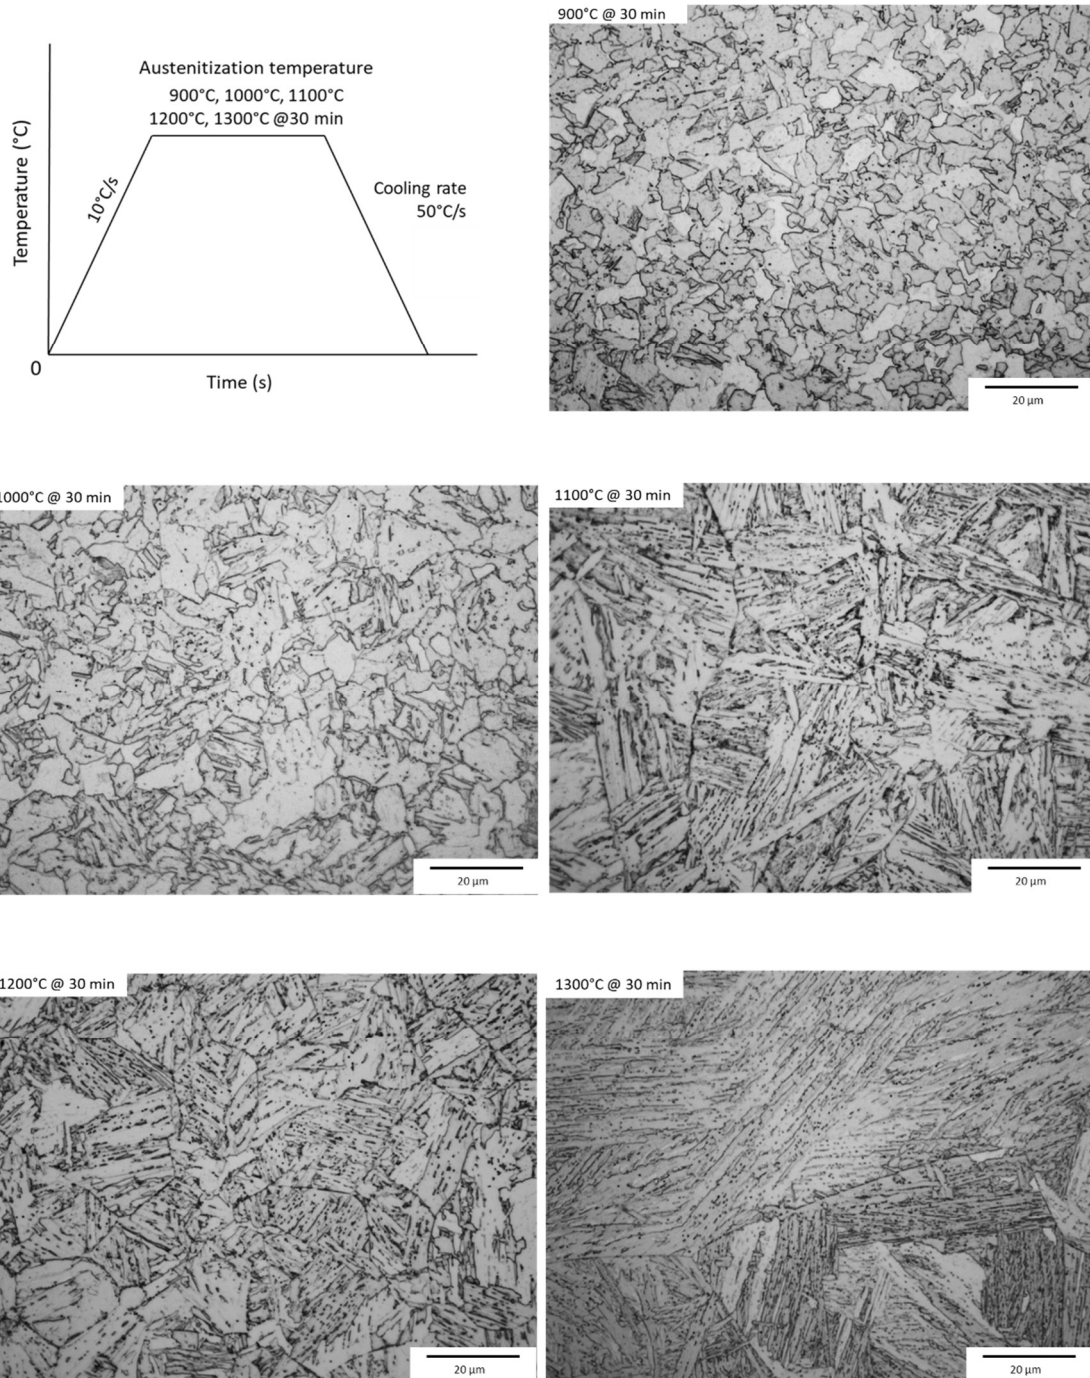 Austenitization temperature
900°C, 1000°C, 1100°C
1200°C, 1300°C @30 min
Temperature (°C)
10°C/s
Cooling rate
50°C/s
0
Time (s)
900°C @ 30 min
20 µm
1000°C @ 30 min
20 µm
1100°C @ 30 min
20 µm
1200°C @ 30 min
20 µm
1300°C @ 30 min
20 µm